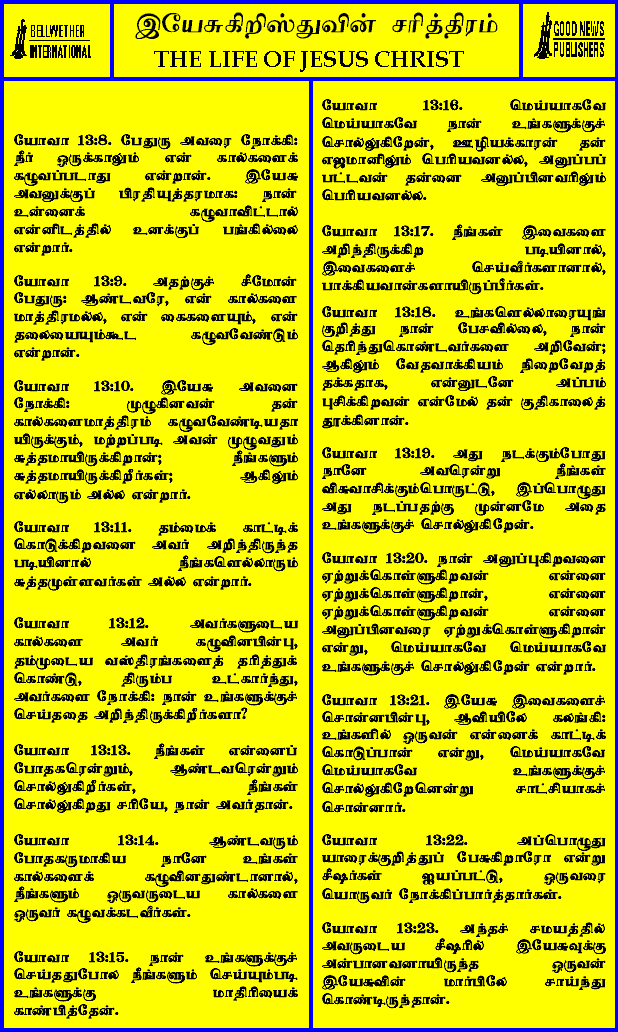 BELLWETHER
INTERNATIONAL
இயேசுகிறிஸ்துவின் சரித்திரம்
THE LIFE OF JESUS CHRIST
GOOD NEWS
PUBLISHERS
யோவா 13:8. பேதுரு அவரை நோக்கி:
நீர் ஒருக்காலும் என் கால்களைக்
கழுவப்படாது என்றான். இயேசு
அவனுக்குப் பிரதியுத்தரமாக: நான்
உன்னைக் கழுவாவிட்டால்
என்னிடத்தில் உனக்குப் பங்கில்லை
என்றார்.
யோவா 13:9. அதற்குச் சீமோன்
பேதுரு: ஆண்டவரே, என் கால்களை
மாத்திரமல்ல, என் கைகளையும், என்
தலையையும்கூட கழுவவேண்டும்
என்றான்.
யோவா 13:10. இயேசு அவனை
நோக்கி: முழுகினவன் தன்
கால்களைமாத்திரம் கழுவவேண்டியதா
யிருக்கும், மற்றப்படி அவன் முழுவதும்
சுத்தமாயிருக்கிறான்; நீங்களும்
சுத்தமாயிருக்கிறீர்கள்; ஆகிலும்
எல்லாரும் அல்ல என்றார்.
யோவா 13:11. தம்மைக் காட்டிக்
கொடுக்கிறவனை அவர் அறிந்திருந்த
படியினால் நீங்களெல்லாரும்
சுத்தமுள்ளவர்கள் அல்ல என்றார்.
யோவா 13:12. அவர்களுடைய
கால்களை அவர் கழுவினபின்பு,
தம்முடைய வஸ்திரங்களைத் தரித்துக்
கொண்டு, திரும்ப உட்கார்ந்து,
அவர்களை நோக்கி: நான் உங்களுக்குச்
செய்ததை அறிந்திருக்கிறீர்களா?
யோவா 13:13. நீங்கள் என்னைப்
போதகரென்றும், ஆண்டவரென்றும்
சொல்லுகிறீர்கள், நீங்கள்
சொல்லுகிறது சரியே, நான் அவர்தான்.
யோவா 13:14. ஆண்டவரும்
போதகருமாகிய நானே உங்கள்
கால்களைக் கழுவினதுண்டானால்,
நீங்களும் ஒருவருடைய கால்களை
ஒருவர் கழுவக்கடவீர்கள்.
யோவா 13:15. நான் உங்களுக்குச்
செய்ததுபோல நீங்களும் செய்யும்படி
உங்களுக்கு மாதிரியைக்
காண்பித்தேன்.
யோவா 13:16. மெய்யாகவே
மெய்யாகவே நான் உங்களுக்குச்
சொல்லுகிறேன், ஊழியக்காரன் தன்
எஜமானிலும் பெரியவனல்ல, அனுப்பப்
பட்டவன் தன்னை அனுப்பினவரிலும்
பெரியவனல்ல.
யோவா 13:17. நீங்கள் இவைகளை
அறிந்திருக்கிற படியினால்,
இவைகளைச் செய்வீர்களானால்,
பாக்கியவான்களாயிருப்பீர்கள்.
யோவா 13:18. உங்களெல்லாரையுங்
குறித்து நான் பேசவில்லை, நான்
தெரிந்துகொண்டவர்களை அறிவேன்;
ஆகிலும் வேதவாக்கியம் நிறைவேறத்
தக்கதாக, என்னுடனே அப்பம்
புசிக்கிறவன் என்மேல் தன் குதிகாலைத்
தூக்கினான்.
யோவா 13:19. அது நடக்கும்போது
நானே அவரென்று நீங்கள்
விசுவாசிக்கும்பொருட்டு, இப்பொழுது
அது நடப்பதற்கு முன்னமே அதை
உங்களுக்குச் சொல்லுகிறேன்.
யோவா 13:20. நான் அனுப்புகிறவனை
ஏற்றுக்கொள்ளுகிறவன் என்னை
ஏற்றுக்கொள்ளுகிறான், என்னை
ஏற்றுக்கொள்ளுகிறவன் என்னை
அனுப்பினவரை ஏற்றுக்கொள்ளுகிறான்
என்று, மெய்யாகவே மெய்யாகவே
உங்களுக்குச் சொல்லுகிறேன் என்றார்.
யோவா 13:21. இயேசு இவைகளைச்
சொன்னபின்பு, ஆவியிலே கலங்கி:
உங்களில் ஒருவன் என்னைக் காட்டிக்
கொடுப்பான் என்று, மெய்யாகவே
மெய்யாகவே உங்களுக்குச்
சொல்லுகிறேனென்று சாட்சியாகச்
சொன்னார்.
யோவா 13:22. அப்பொழுது
யாரைக்குறித்துப் பேசுகிறாரோ என்று
சீஷர்கள் ஐயப்பட்டு, ஒருவரை
யொருவர் நோக்கிப்பார்த்தார்கள்.
யோவா 13:23. அந்தச் சமயத்தில்
அவருடைய சீஷரில் இயேசுவுக்கு
அன்பானவனாயிருந்த ஒருவன்
இயேசுவின் மார்பிலே சாய்ந்து
கொண்டிருந்தான்.